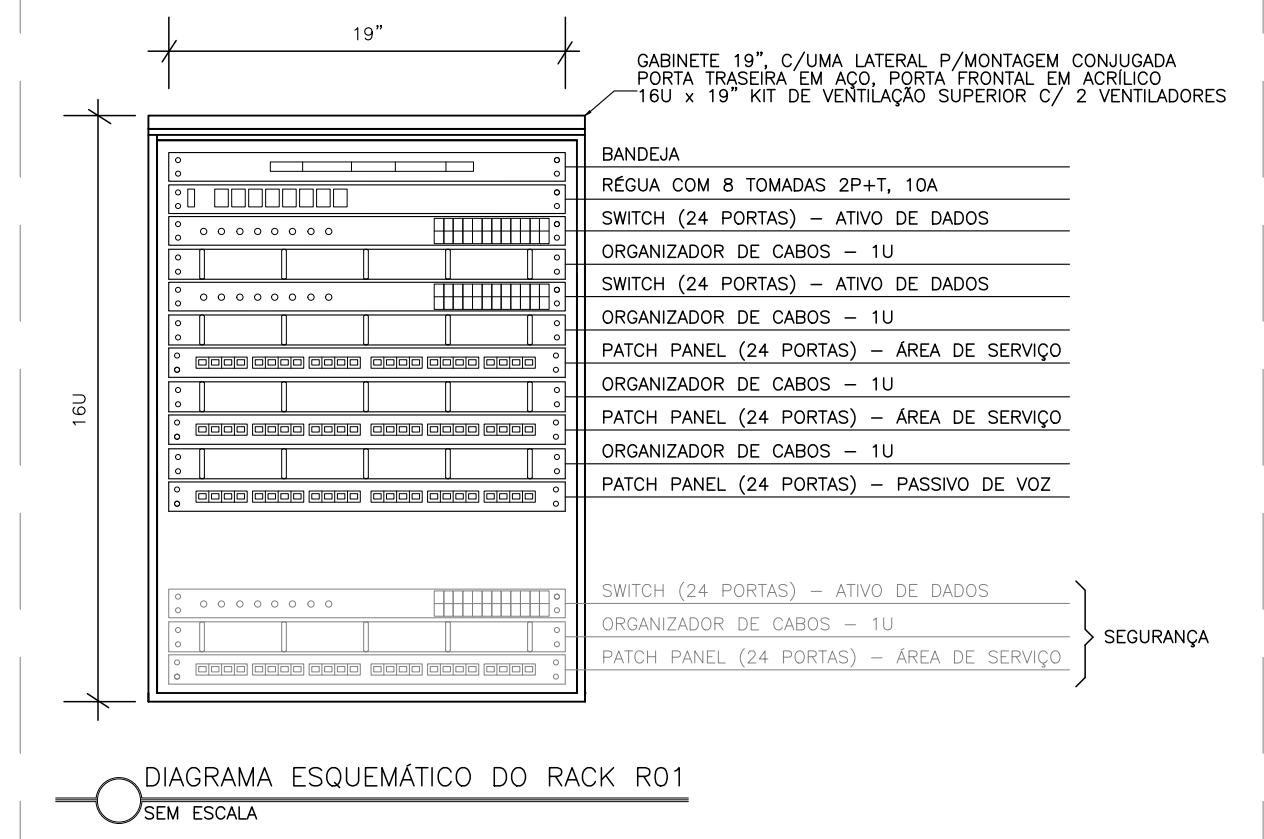 19”
GABINETE 19”, C/UMA LATERAL P/MONTAGEM CONJUGADA
PORTA TRASEIRA EM AÇO, PORTA FRONTAL EM ACRÍLICO
16U x 19” KIT DE VENTILAÇÃO SUPERIOR C/ 2 VENTILADORES
BANDEJA
RÉGUA COM 8 TOMADAS 2P+T, 10A
SWITCH (24 PORTAS) – ATIVO DE DADOS
ORGANIZADOR DE CABOS – 1U
SWITCH (24 PORTAS) – ATIVO DE DADOS
ORGANIZADOR DE CABOS – 1U
PATCH PANEL (24 PORTAS) – ÁREA DE SERVIÇO
ORGANIZADOR DE CABOS – 1U
PATCH PANEL (24 PORTAS) – ÁREA DE SERVIÇO
ORGANIZADOR DE CABOS – 1U
PATCH PANEL (24 PORTAS) – PASSIVO DE VOZ
16U
SWITCH (24 PORTAS) – ATIVO DE DADOS
ORGANIZADOR DE CABOS – 1U
PATCH PANEL (24 PORTAS) – ÁREA DE SERVIÇO
SEGURANÇA
DIAGRAMA ESQUEMÁTICO DO RACK R01
SEM ESCALA